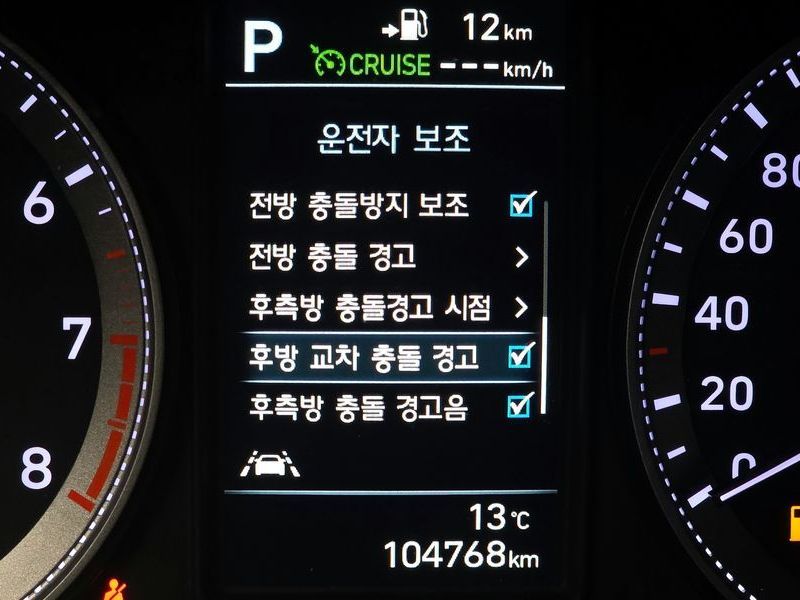 P
12 km
CRUISE ---km/h
운전자 보조
전방 충돌방지 보조
전방 충돌 경고
후측방 충돌경고 시점
후방 교차 충돌 경고
후측방 충돌 경고음
13℃
104768km
6
7
8
80
60
40
20
0